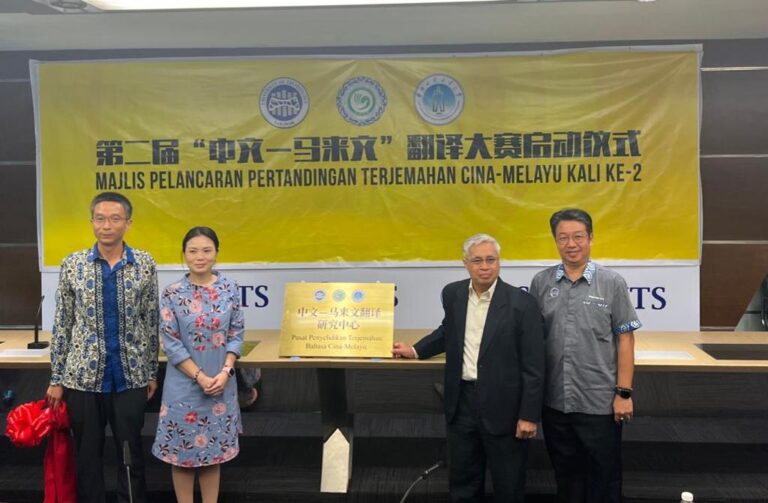 第二届“中文—马来文”翻译大赛启动仪式
MAJLIS PELANCARAN PERTANDINGAN TERJEMAHAN CINA-MELAYU KALI KE-2
TS
TS
中文—马来文翻译
研究中心
Pusat Penyelidikan Terjemahan
Bahasa Cina-Melayu